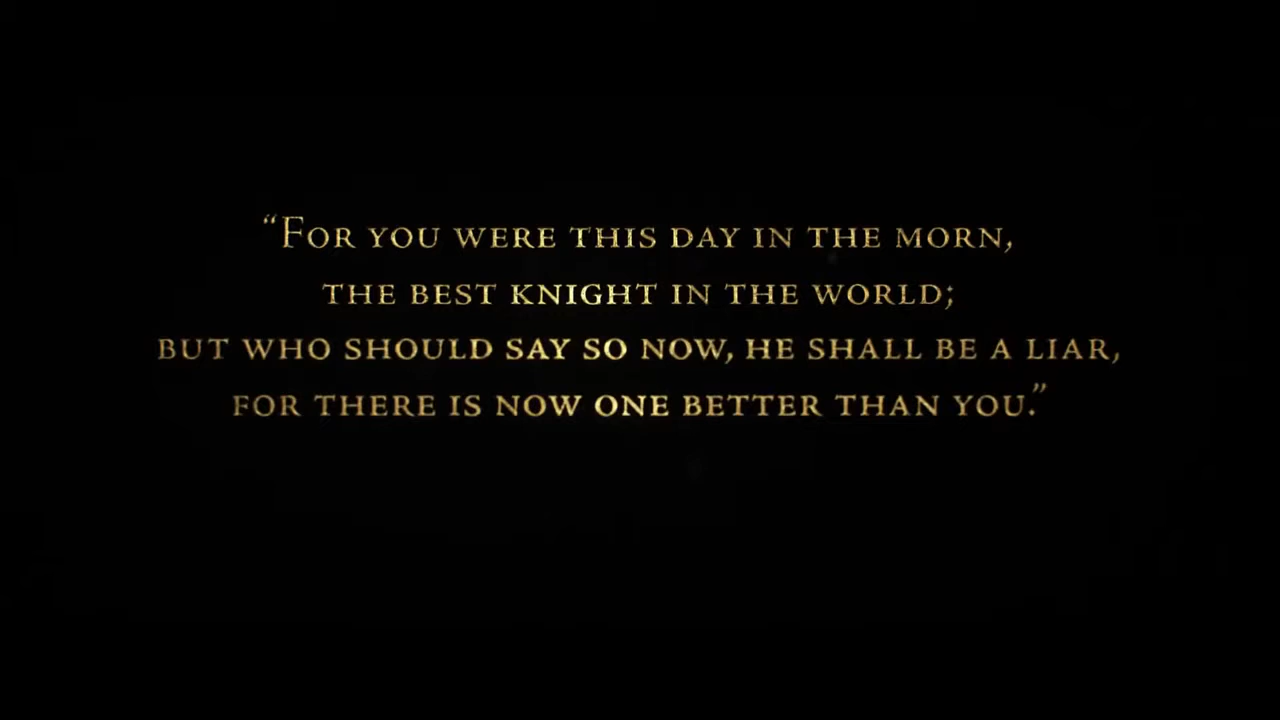 “For you were this day in the morn,
the best knight in the world;
but who should say so now, he shall be a liar,
for there is now one better than you.”